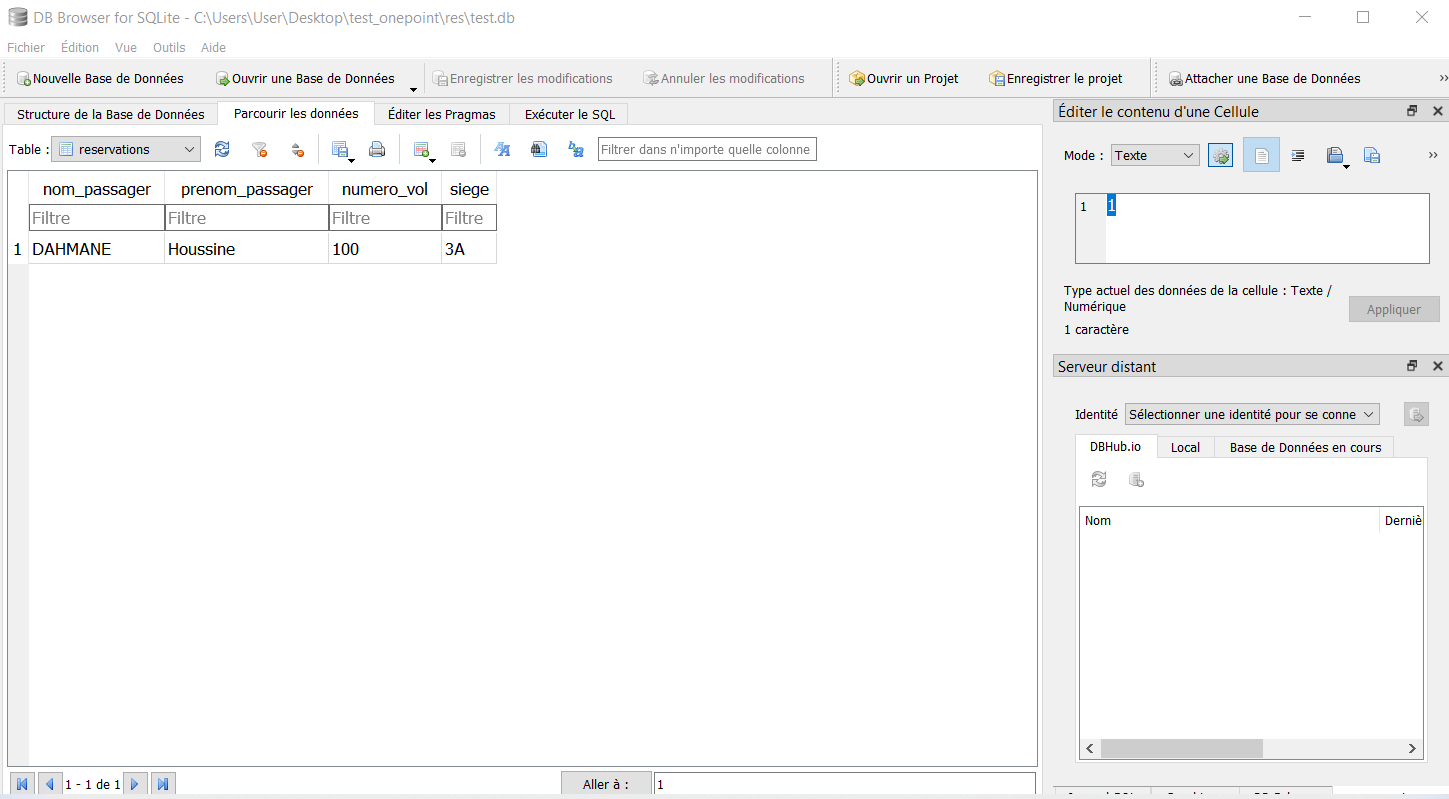 DB Browser for SQLite - C:\Users\User\Desktop\test_onepoint\res\test.db
Fichier Édition Vue Outils Aide
Nouvelle Base de Données Ouvrir une Base de Données Enregistrer les modifications Annuler les modifications Ouvrir un Projet Enregistrer le projet Attacher une Base de Données
Structure de la Base de Données Parcourir les données Éditer les Pragmas Exécuter le SQL
Table : reservations Filtrer dans n'importe quelle colonne
nom_passager prenom_passager numero_vol siege
Filtre Filtre Filtre Filtre
1 DAHMANE Houssine 100 3A
1 - 1 de 1 Aller à : 1
Éditer le contenu d'une Cellule
Mode : Texte
1 1
Type actuel des données de la cellule : Texte /
Numérique
Appliquer
1 caractère
Serveur distant
Identité Sélectionner une identité pour se conne
DBHub.io Local Base de Données en cours
Nom Derniè